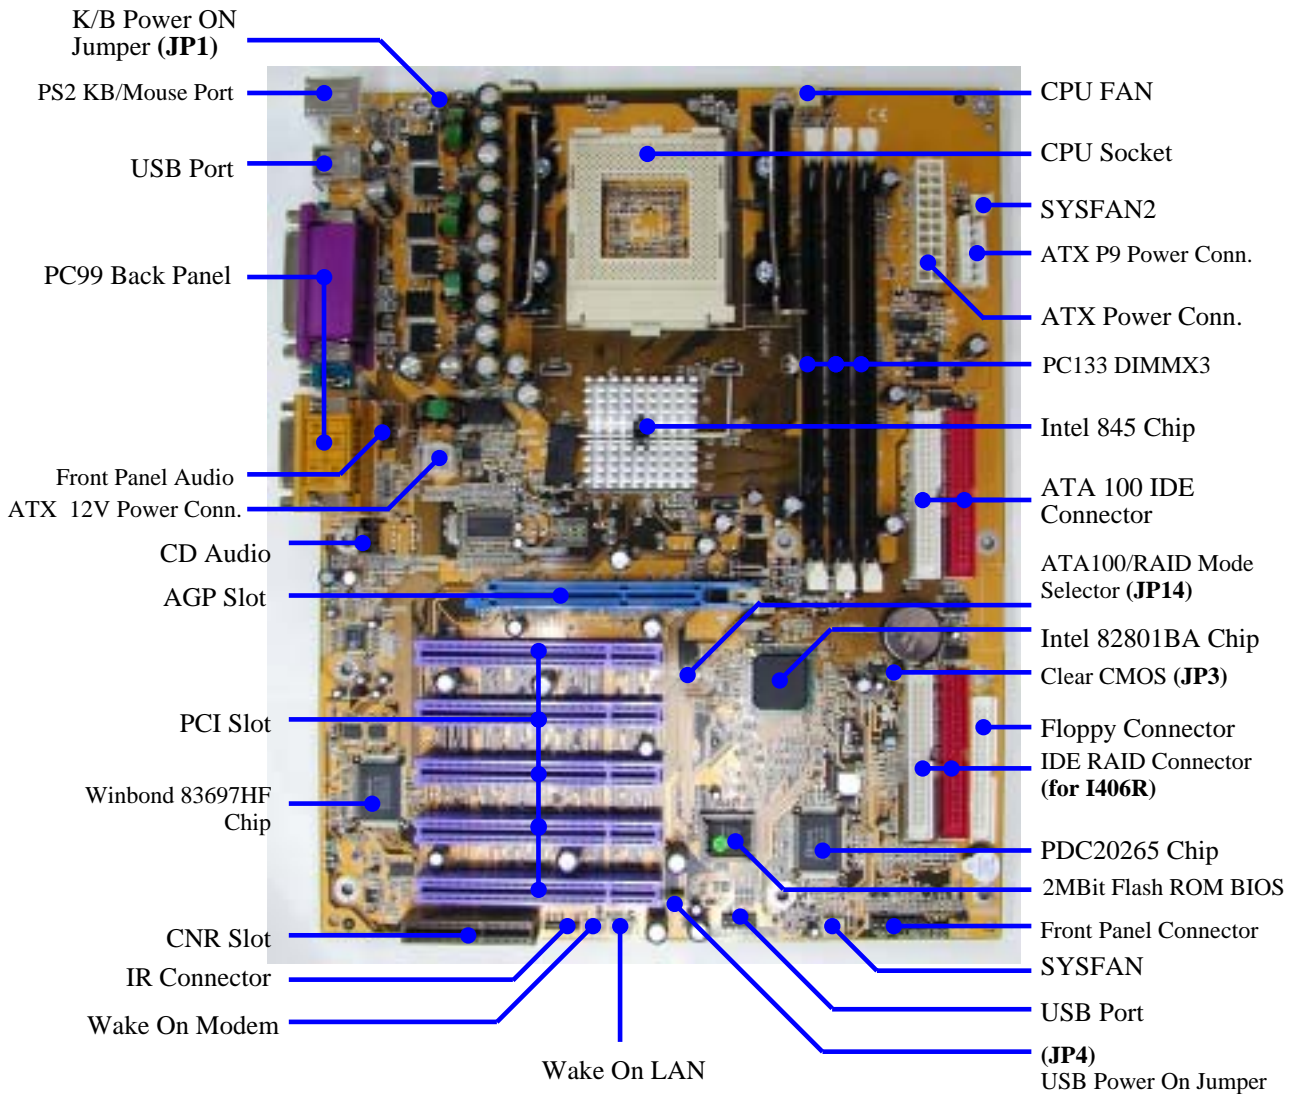 K/B Power ON
Jumper (JP1)
PS2 KB/Mouse Port
USB Port
PC99 Back Panel
Front Panel Audio
ATX 12V Power Conn.
CD Audio
AGP Slot
PCI Slot
Winbond 83697HF
Chip
CNR Slot
IR Connector
Wake On Modem
Wake On LAN
CPU FAN
CPU Socket
SYSFAN2
ATX P9 Power Conn.
ATX Power Conn.
PC133 DIMMX3
Intel 845 Chip
ATA 100 IDE
Connector
ATA100/RAID Mode
Selector (JP14)
Intel 82801BA Chip
Clear CMOS (JP3)
Floppy Connector
IDE RAID Connector
(for I406R)
PDC20265 Chip
2MBit Flash ROM BIOS
Front Panel Connector
SYSFAN
USB Port
(JP4)
USB Power On Jumper